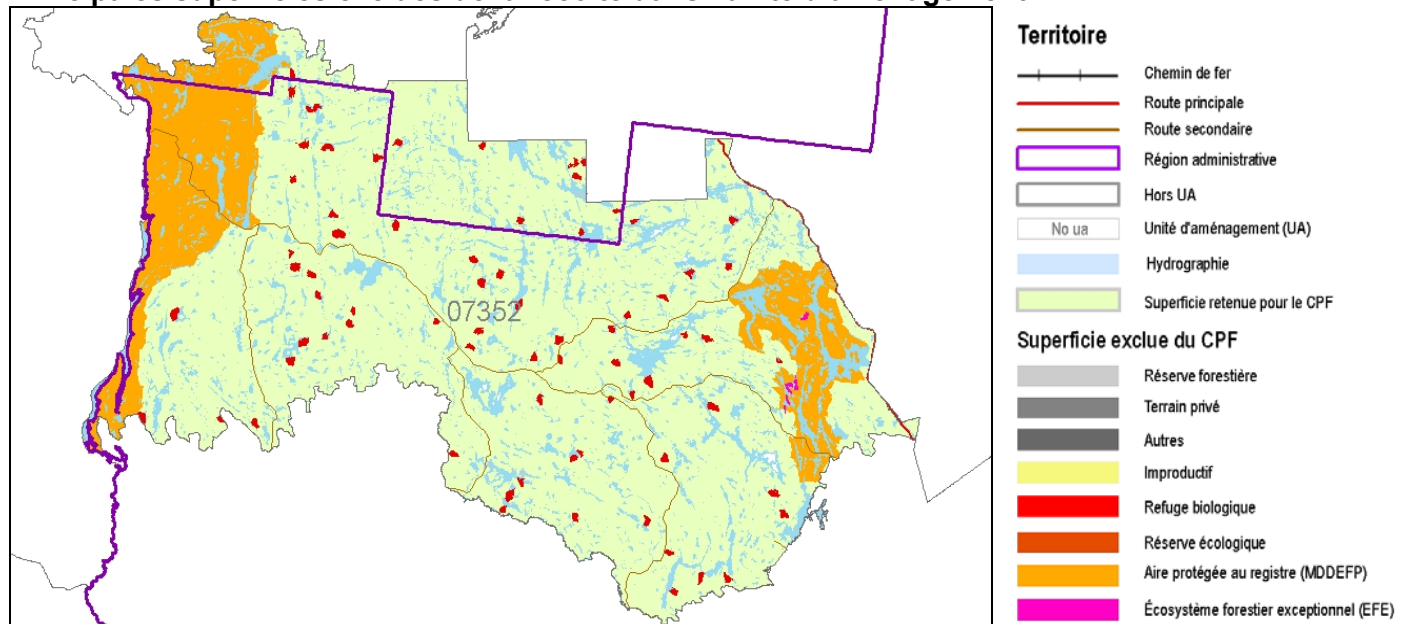 07352
Territoire
Chemin de fer
Route principale
Route secondaire
Région administrative
Hors UA
No ua
Unité d'aménagement (UA)
Hydrographie
Superficie retenue pour le CPF
Superficie exclue du CPF
Réserve forestière
Terrain privé
Autres
Improductif
Refuge biologique
Réserve écologique
Aire protégée au registre (MDDEFP)
Écosystème forestier exceptionnel (EFE)